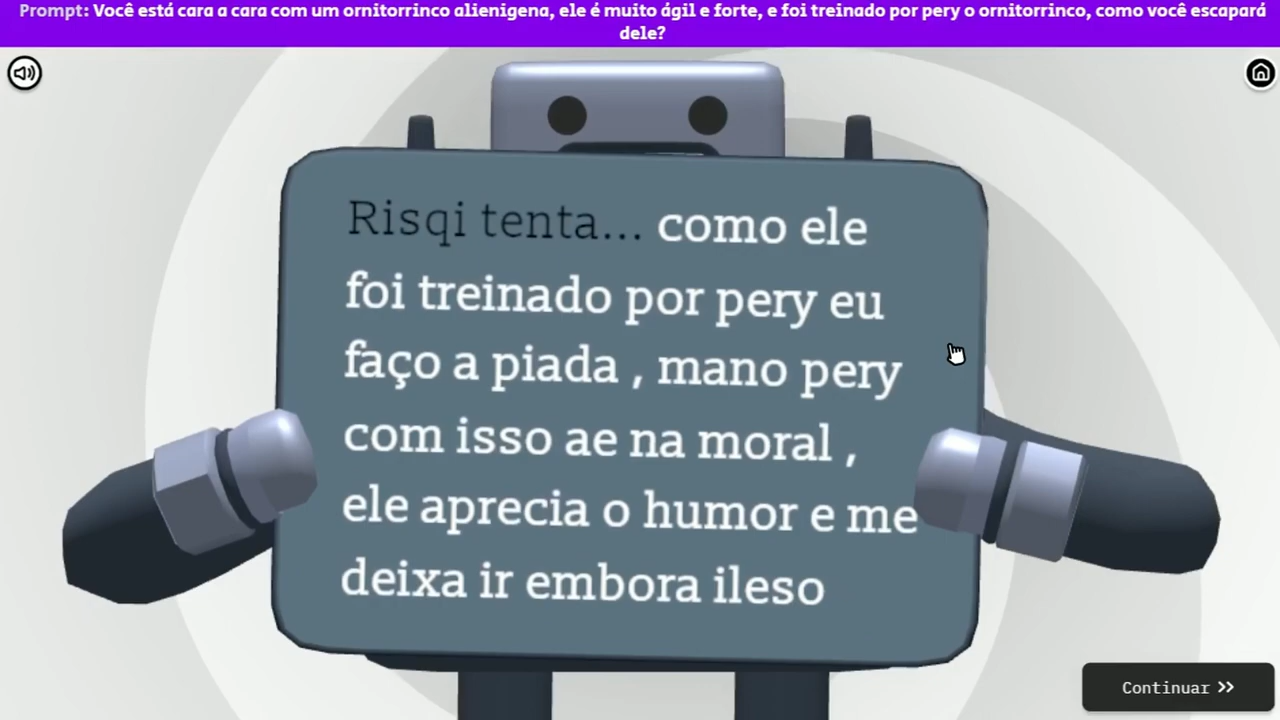 Prompt: Você está cara a cara com um ornitorrinco alienigena, ele é muito ágil e forte, e foi treinado por pery o ornitorrinco, como você escapará
dele?
Risqi tenta... como ele
foi treinado por pery eu
faço a piada , mano pery
com isso ae na moral ,
ele aprecia o humor e me
deixa ir embora ileso
Continuar >>